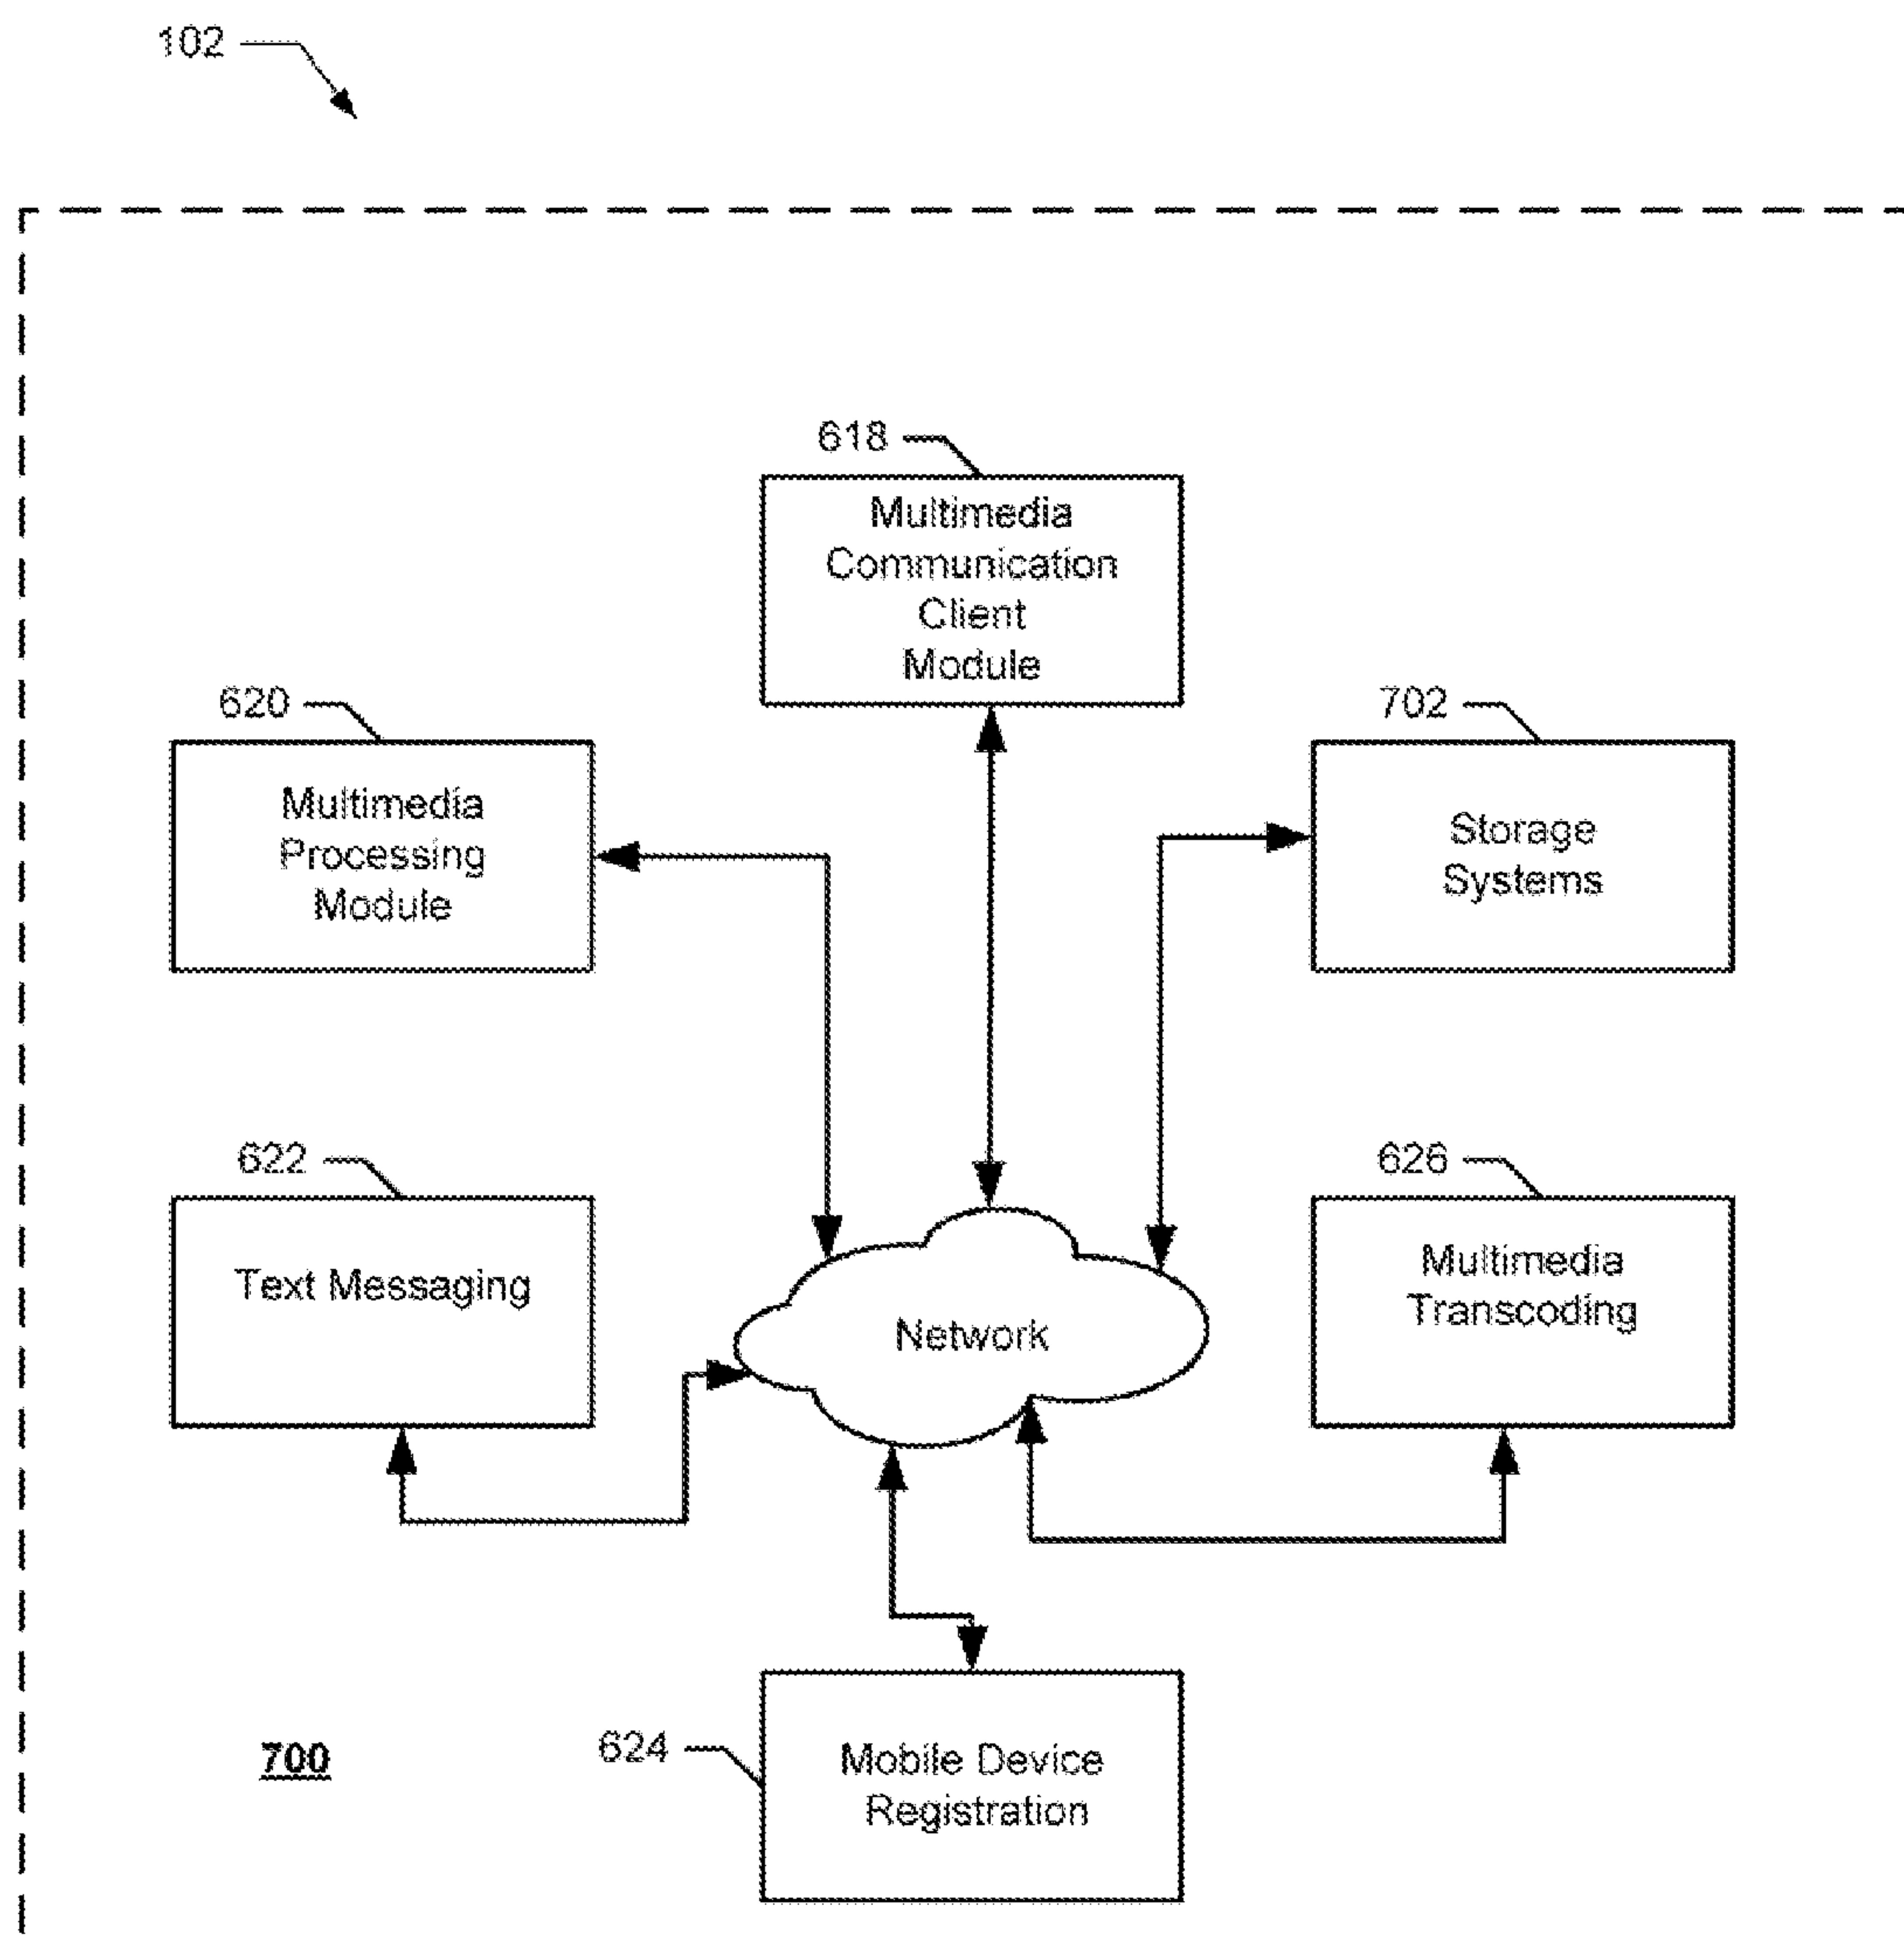 102
618
Multimedia
Communication
Client
Module
620
Multimedia
Processing
Module
702
Storage
Systems
622
Text Messaging
626
Multimedia
Transcoding
Network
700
624
Mobile Device
Registration